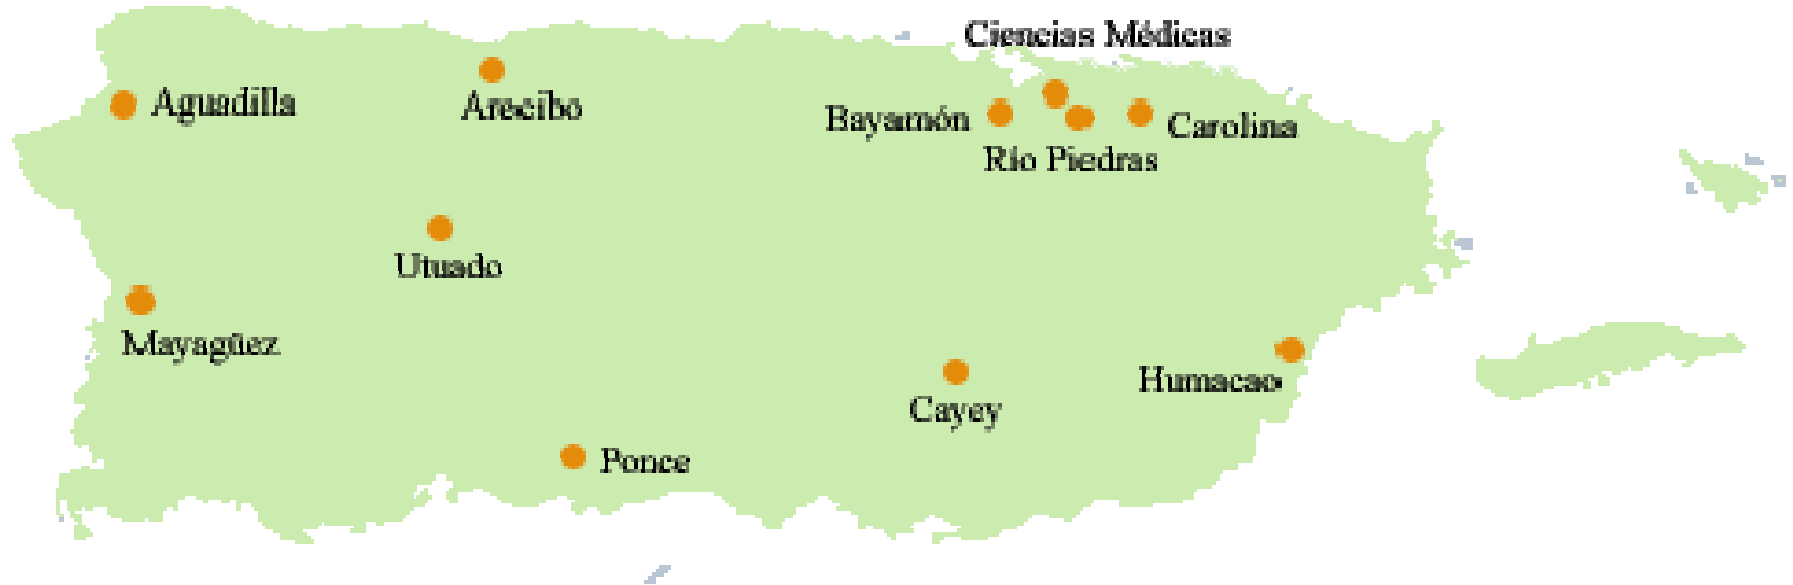 Ciencias Médicas
Aguadilla
Arecibo
Bayamón
Carolina
Río Piedras
Utuado
Mayagüez
Humacao
Cayey
Ponce